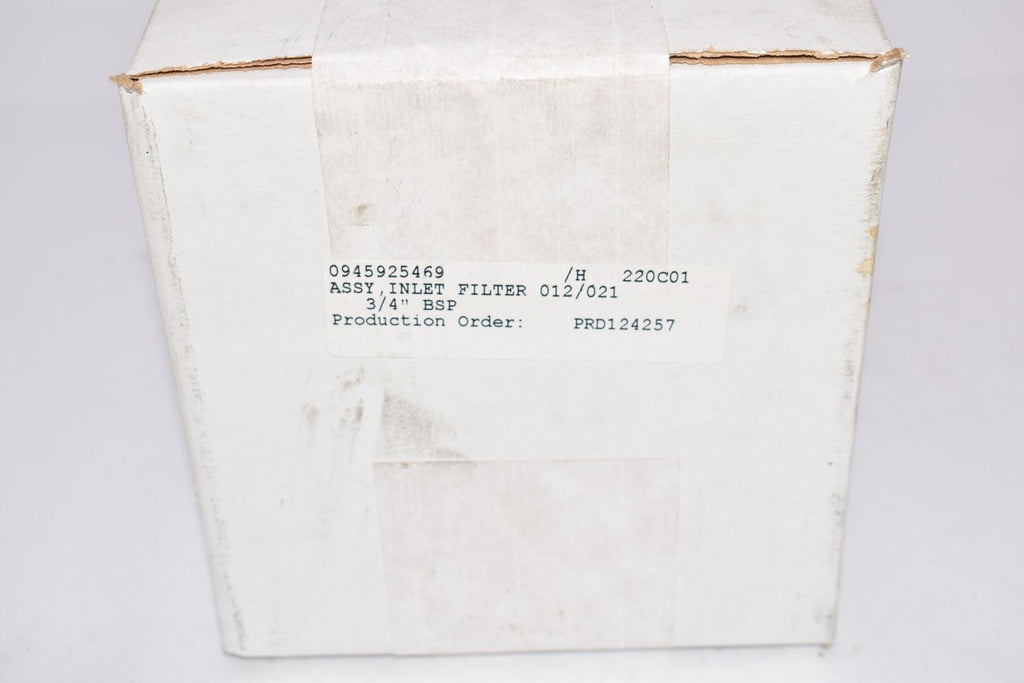 0945925469 /H 220C01
ASSY,INLET FILTER 012/021
3/4" BSP
Production Order: PRD124257